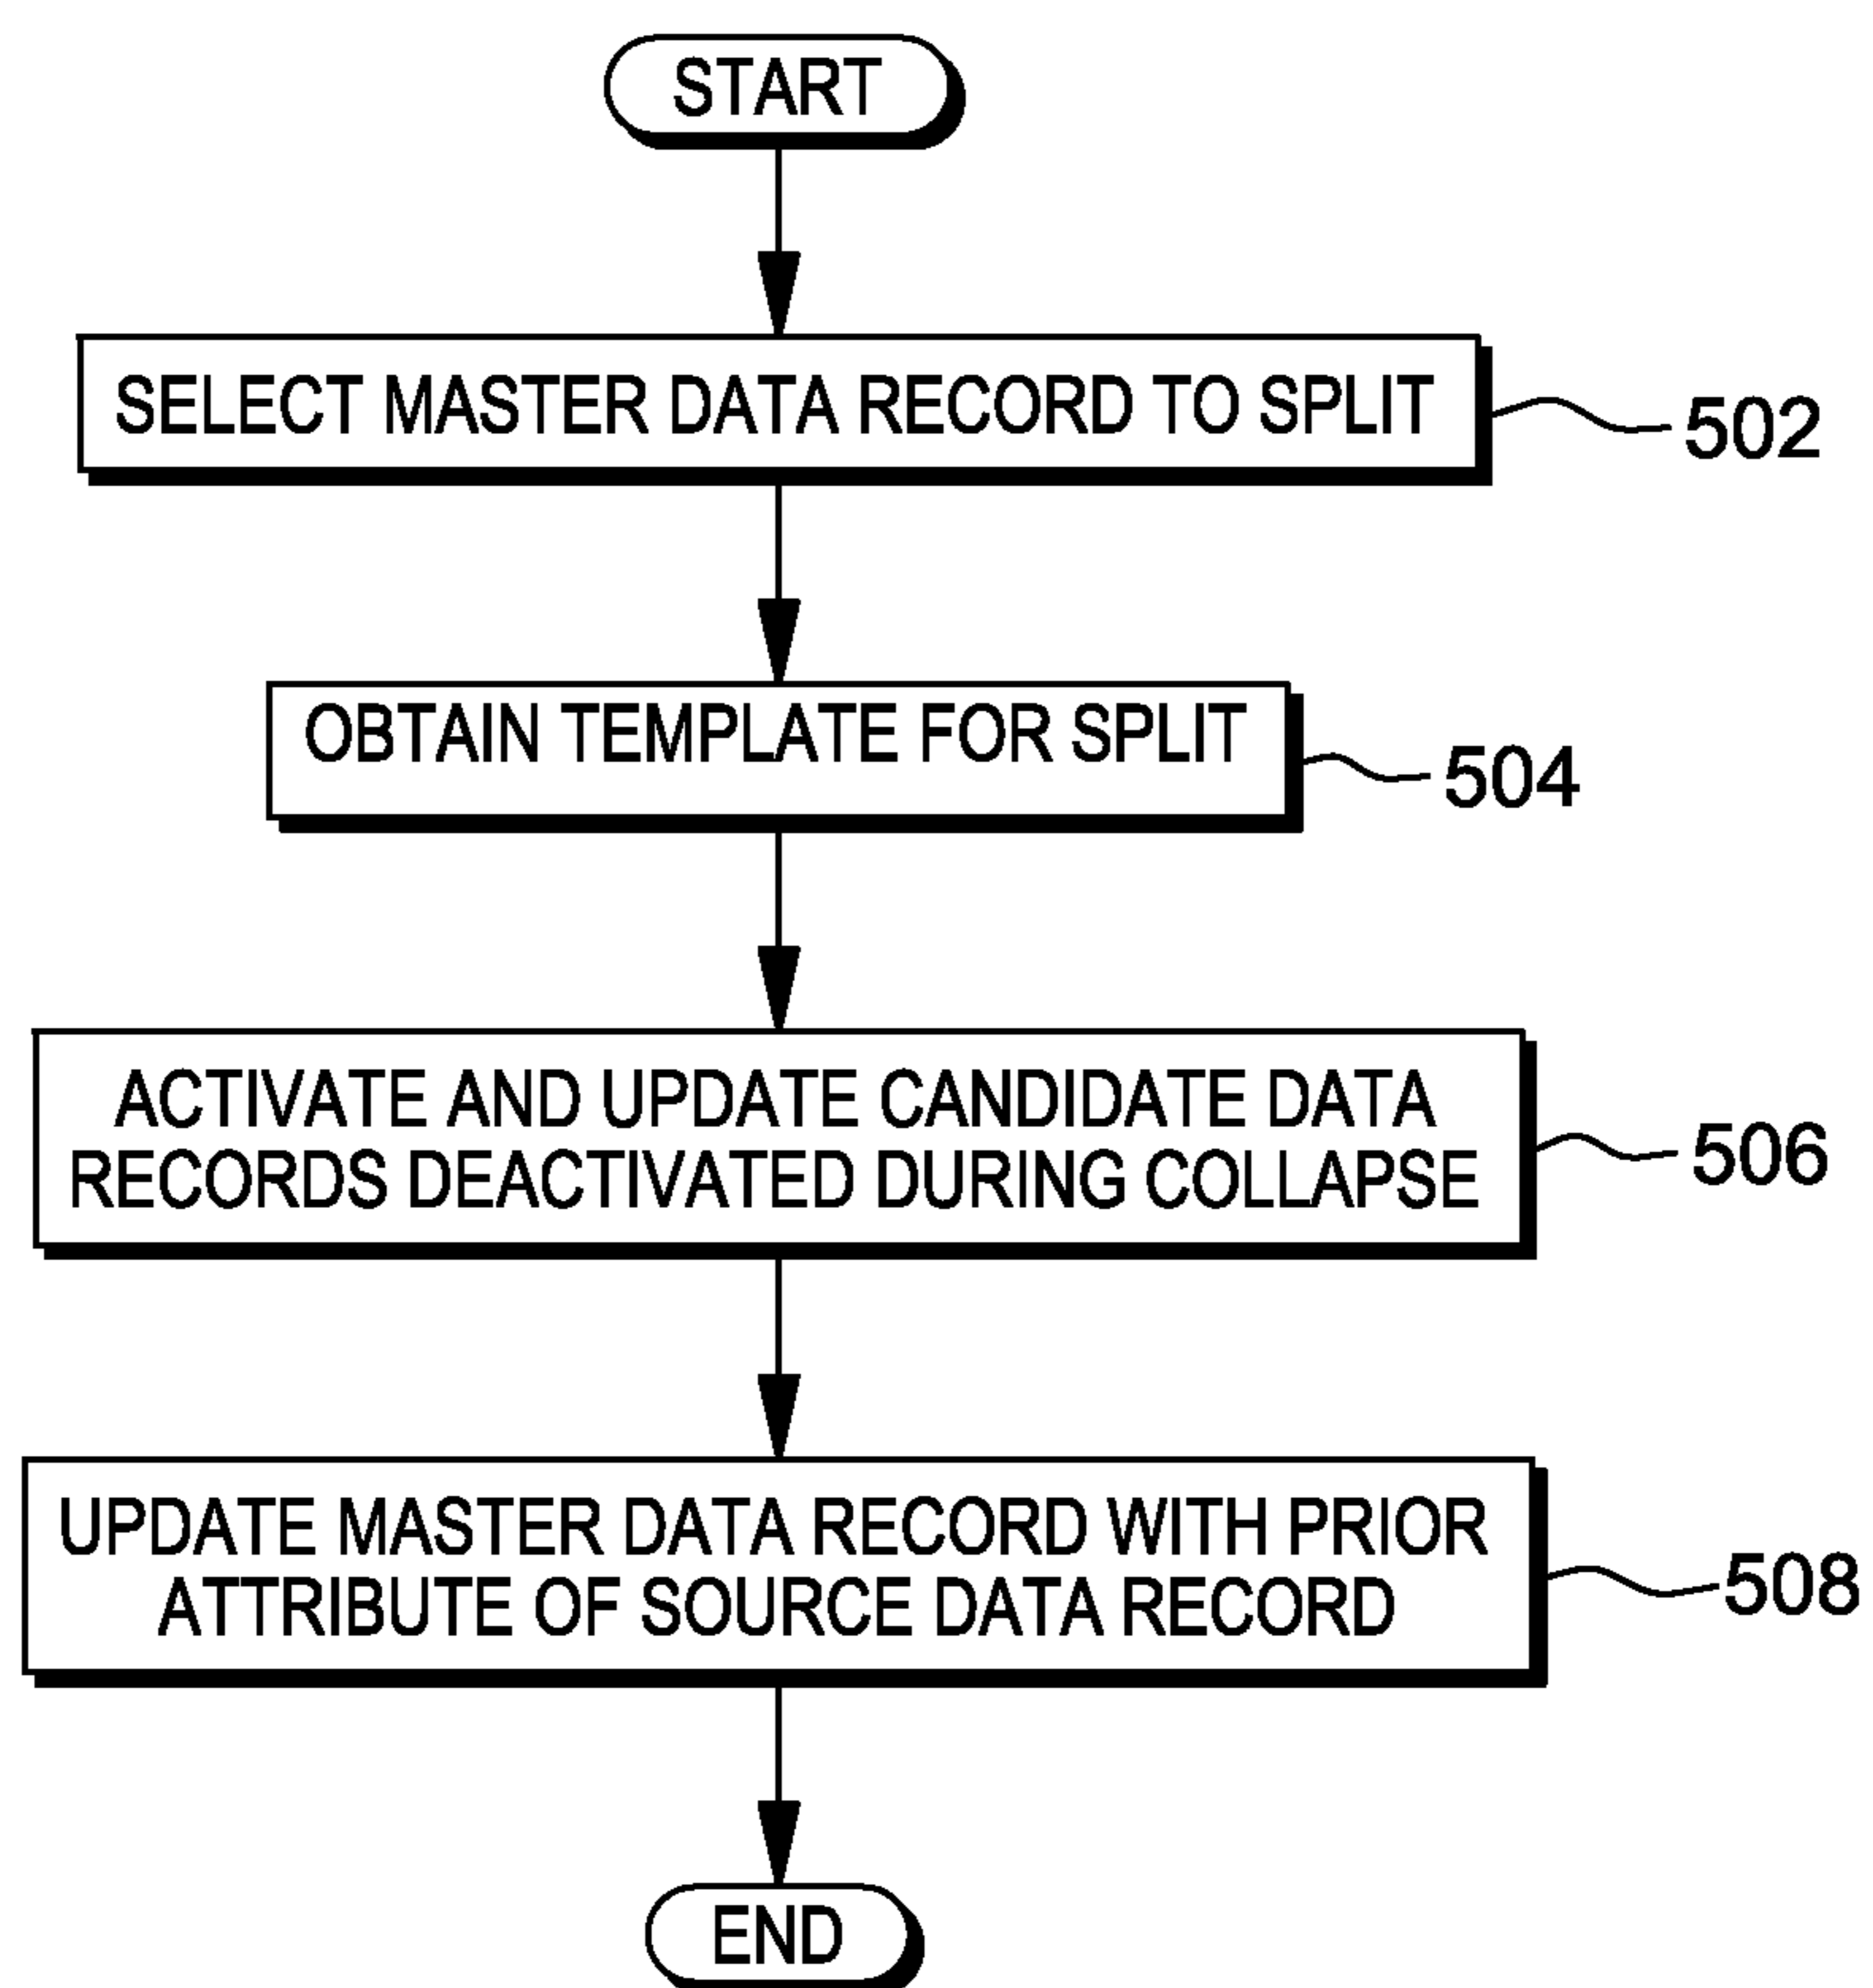 START
SELECT MASTER DATA RECORD TO SPLIT
502
OBTAIN TEMPLATE FOR SPLIT
504
ACTIVATE AND UPDATE CANDIDATE DATA
RECORDS DEACTIVATED DURING COLLAPSE
506
UPDATE MASTER DATA RECORD WITH PRIOR
ATTRIBUTE OF SOURCE DATA RECORD
508
END